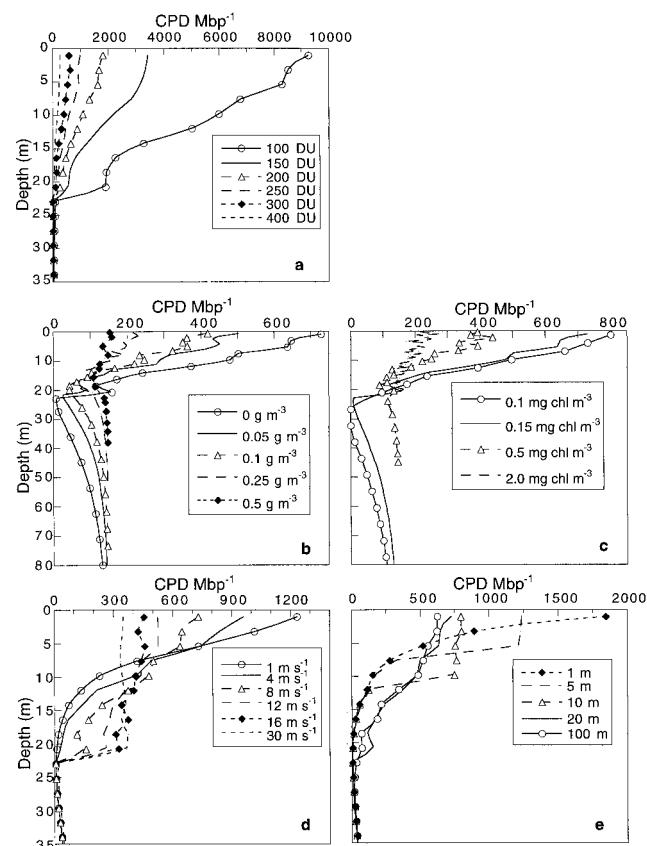 CPD Mbp-1
0 2000 4000 6000 8000 10000
Depth (m)
0
5
10
15
20
25
30
35
100 DU
150 DU
200 DU
250 DU
300 DU
400 DU
a
CPD Mbp-1
0 200 400 600
Depth (m)
0
10
20
30
40
50
60
70
80
0 g m-3
0.05 g m-3
0.1 g m-3
0.25 g m-3
0.5 g m-3
b
CPD Mbp-1
0 200 400 600 800
0.1 mg chl m-3
0.15 mg chl m-3
0.5 mg chl m-3
2.0 mg chl m-3
c
CPD Mbp-1
0 300 600 900 1200
Depth (m)
0
5
10
15
20
25
30
35
1 m s-1
4 m s-1
8 m s-1
12 m s-1
16 m s-1
30 m s-1
d
CPD Mbp-1
0 500 1000 1500 2000
1 m
5 m
10 m
20 m
100 m
e